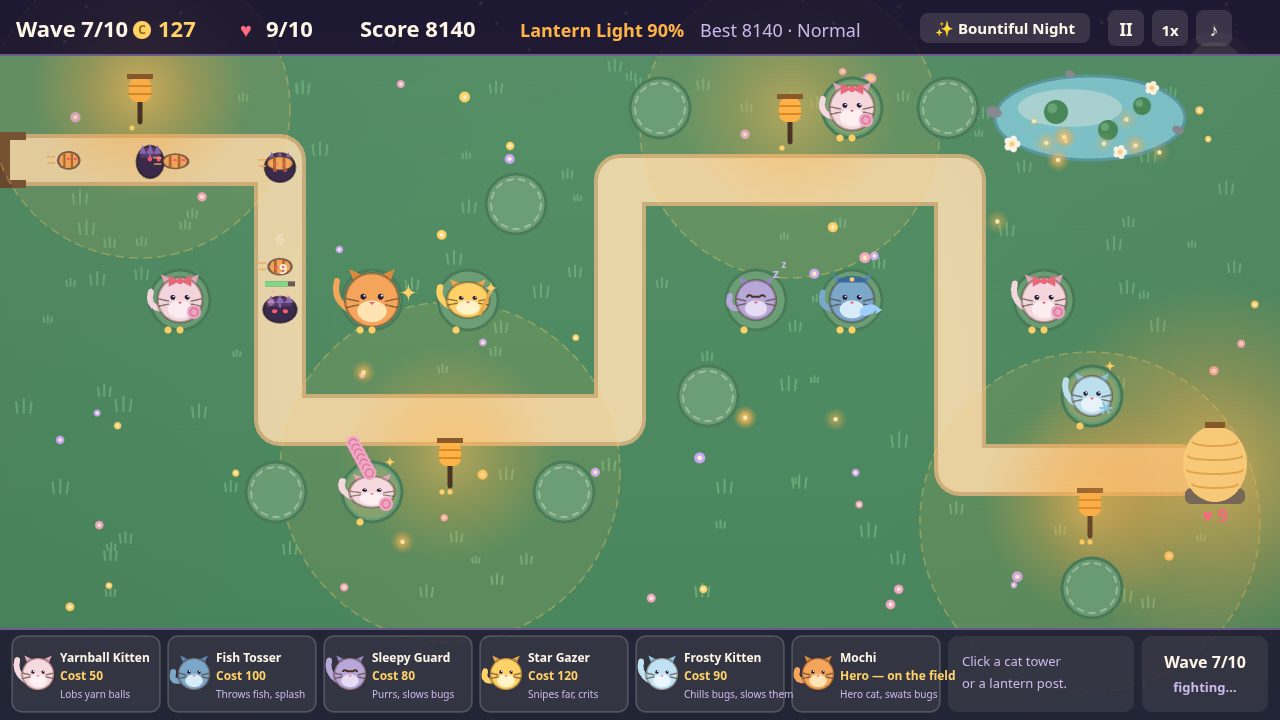 Wave 7/10 C 127 ♥ 9/10 Score 8140 Lantern Light 90% Best 8140 · Normal ✨ Bountiful Night II 1x ♪
z z
6
9
♥ 9
Yarnball Kitten
Cost 50
Lobs yarn balls
Fish Tosser
Cost 100
Throws fish, splash
Sleepy Guard
Cost 80
Purrs, slows bugs
Star Gazer
Cost 120
Snipes far, crits
Frosty Kitten
Cost 90
Chills bugs, slows them
Mochi
Hero — on the field
Hero cat, swats bugs
Click a cat tower
or a lantern post.
Wave 7/10
fighting...